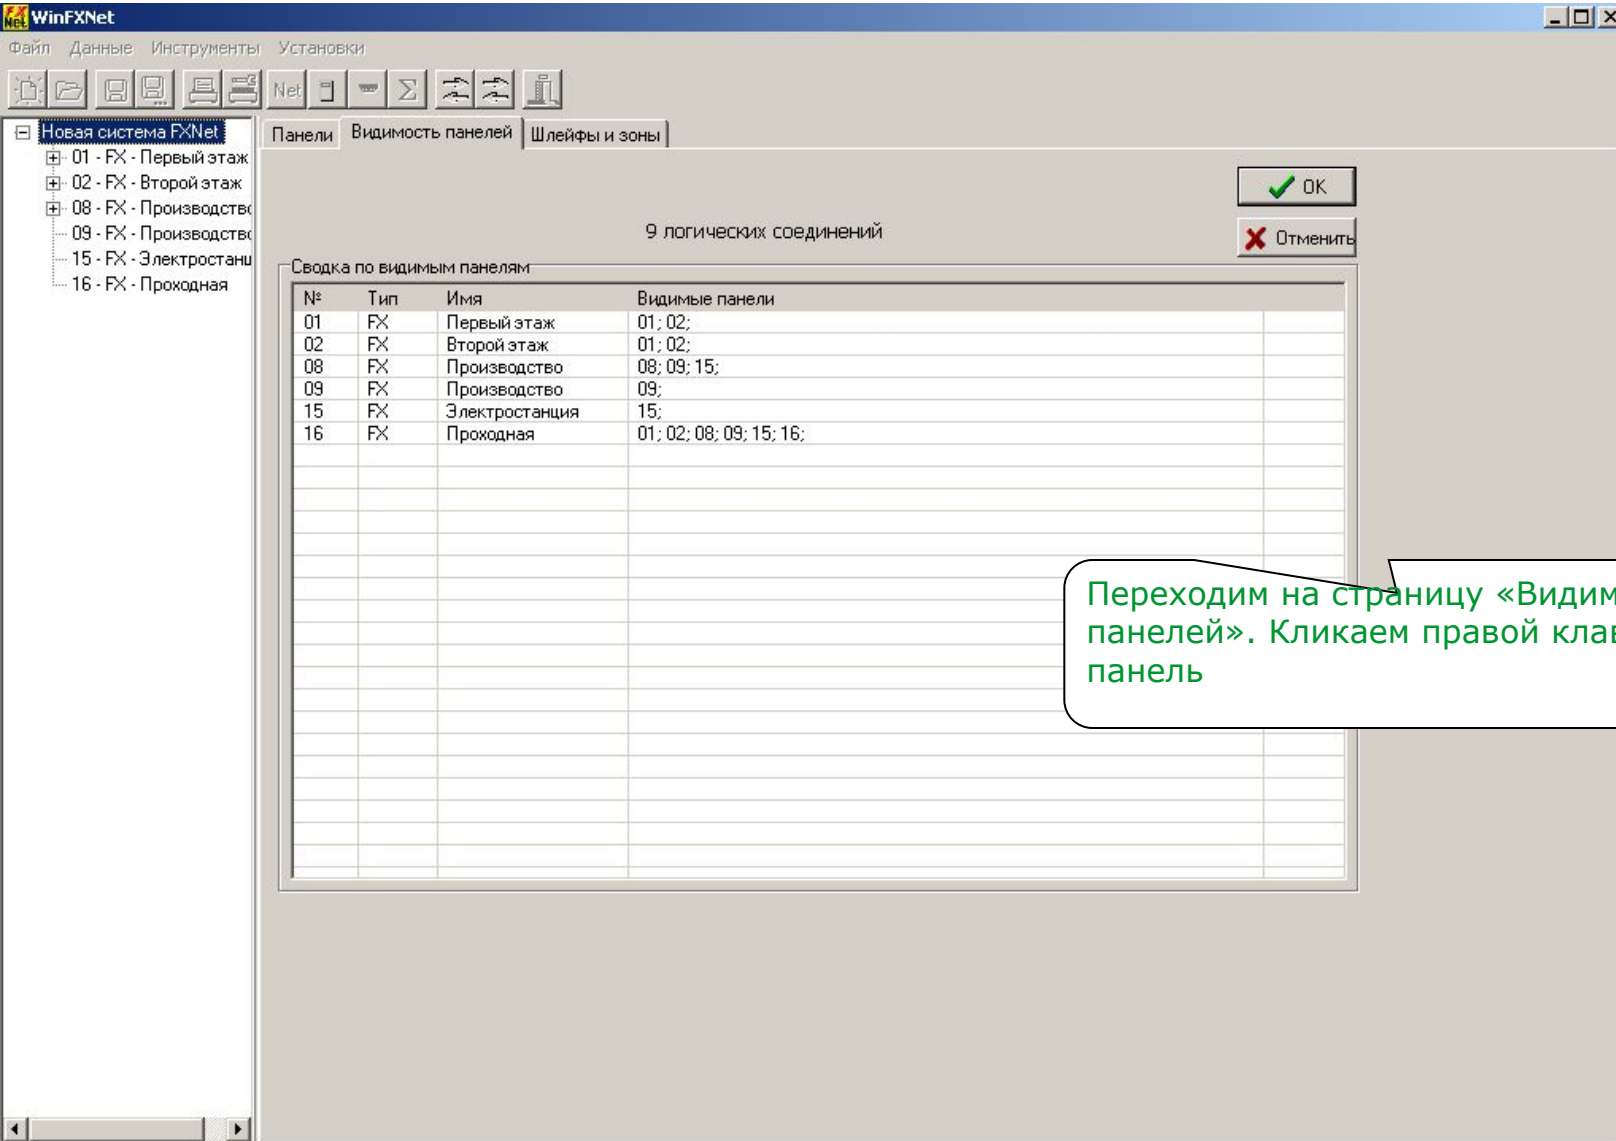 WinFXNet
Файл Данные Инструменты Установки
Net
Новая система FXNet
01 - FX - Первый этаж
02 - FX - Второй этаж
08 - FX - Производство
09 - FX - Производство
15 - FX - Электростанц
16 - FX - Проходная
Панели Видимость панелей Шлейфы и зоны
OK
Отменить
9 логических соединений
Сводка по видимым панелям
№ Тип Имя Видимые панели
01 FX Первый этаж 01; 02;
02 FX Второй этаж 01; 02;
08 FX Производство 08; 09; 15;
09 FX Производство 09;
15 FX Электростанция 15;
16 FX Проходная 01; 02; 08; 09; 15; 16;
Переходим на страницу «Видим
панелей». Кликаем правой клав
панель